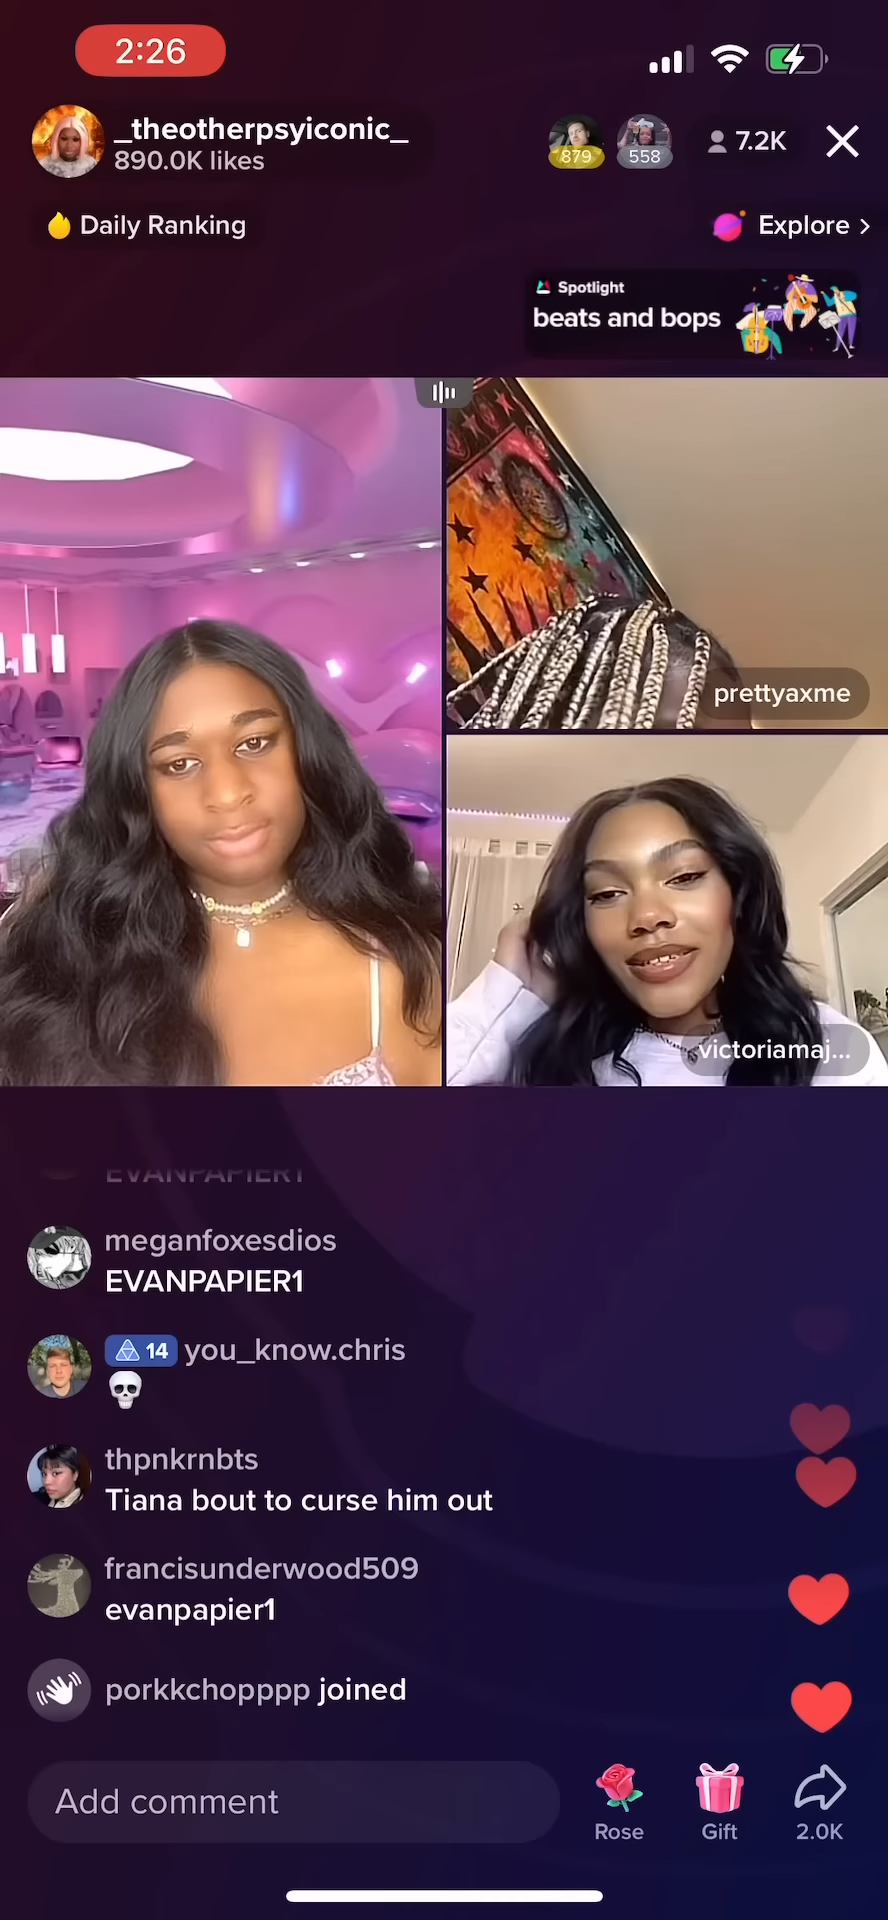 2:26
_theotherpsyiconic_
890.0K likes
879
558
7.2K
Daily Ranking
Explore >
Spotlight
beats and bops
prettyaxme
victoriamaj...
EVANPAPIER1
meganfoxesdios
EVANPAPIER1
14 you_know.chris
💀
thpnkrnbts
Tiana bout to curse him out
francisunderwood509
evanpapier1
porkkchopppp joined
Add comment
Rose
Gift
2.0K